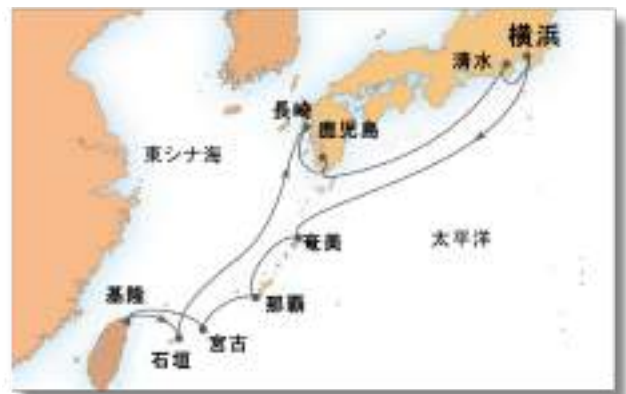 横浜
清水
長崎
鹿児島
東シナ海
奄美
太平洋
基隆
那覇
宮古
石垣